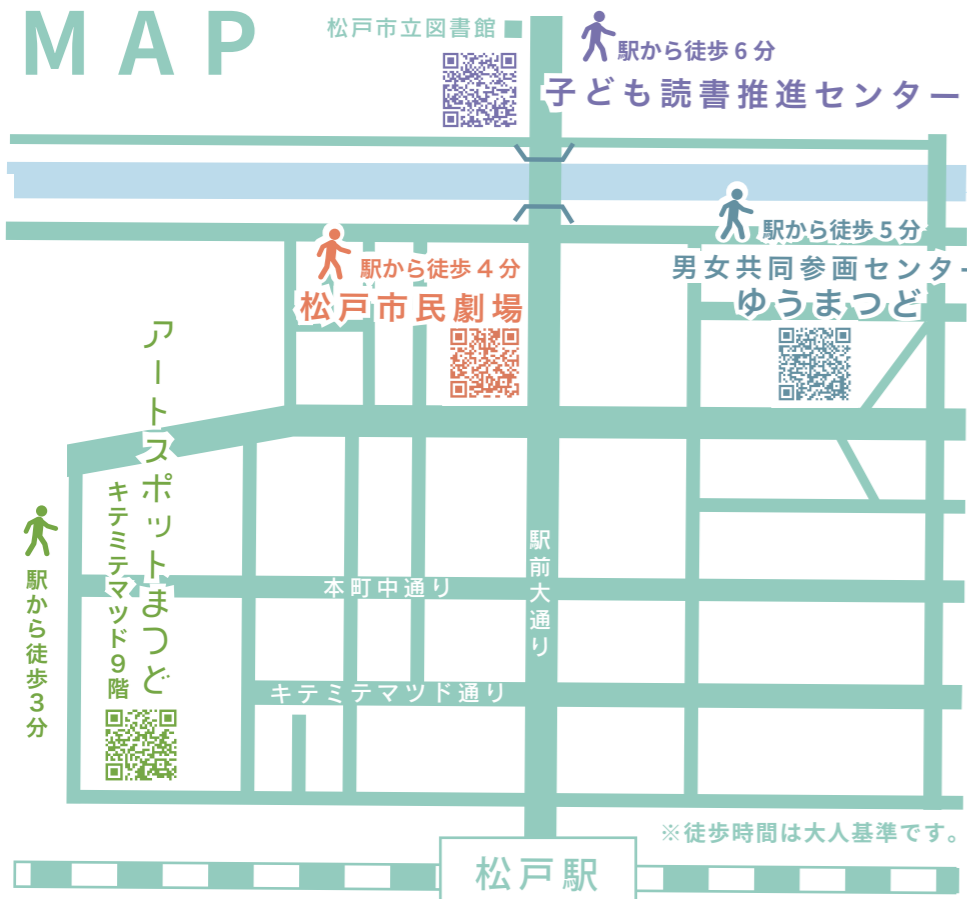 MAP
松戸市立図書館
駅から徒歩6分
子ども読書推進センター
駅から徒歩5分
男女共同参画センター
ゆうまつど
駅から徒歩4分
松戸市民劇場
アートスポットまつど
キテミテマツド9階
駅から徒歩3分
駅前大通り
本町中通り
キテミテマツド通り
※徒歩時間は大人基準です。
松戸駅